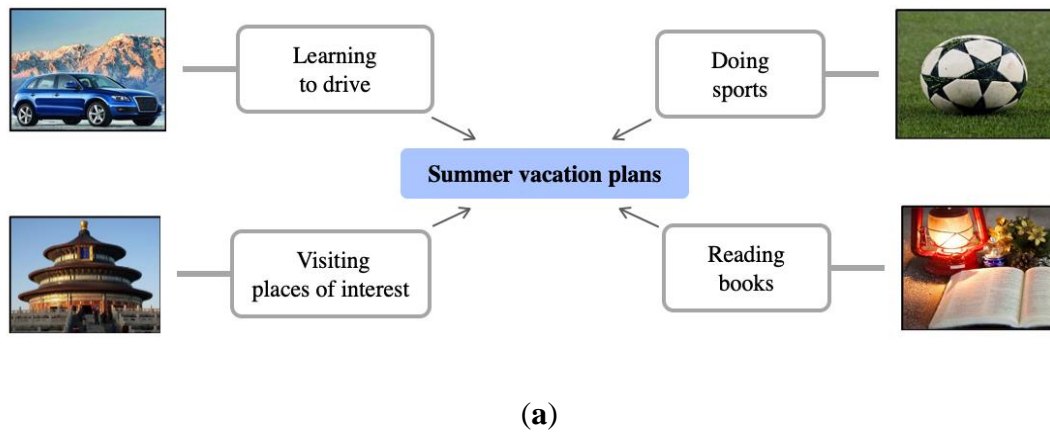 Learning
to drive
Doing
sports
Summer vacation plans
Visiting
places of interest
Reading
books
(a)